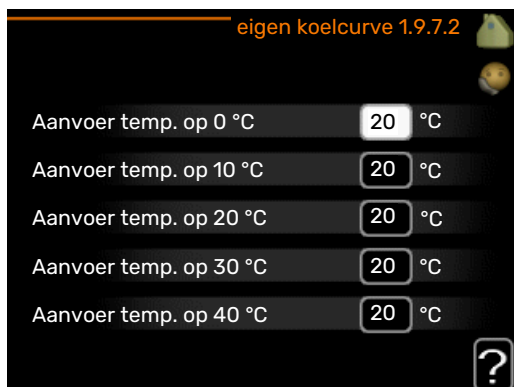 eigen koelcurve 1.9.7.2
Aanvoer temp. op 0 °C 20 °C
Aanvoer temp. op 10 °C 20 °C
Aanvoer temp. op 20 °C 20 °C
Aanvoer temp. op 30 °C 20 °C
Aanvoer temp. op 40 °C 20 °C
?